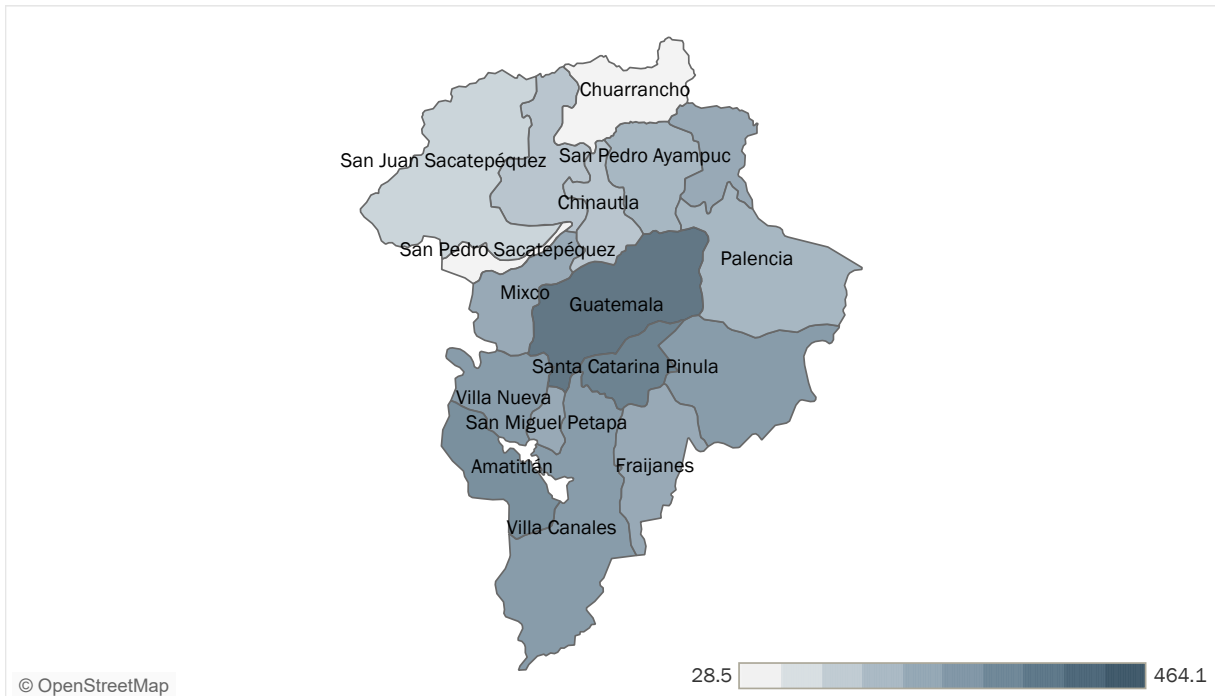 Chuarrancho
San Juan Sacatepéquez
San Pedro Ayampuc
Chinautla
San Pedro Sacatepéquez
Palencia
Mixco
Guatemala
Santa Catarina Pinula
Villa Nueva
San Miguel Petapa
Amatitlán
Fraijanes
Villa Canales
28.5
464.1
© OpenStreetMap